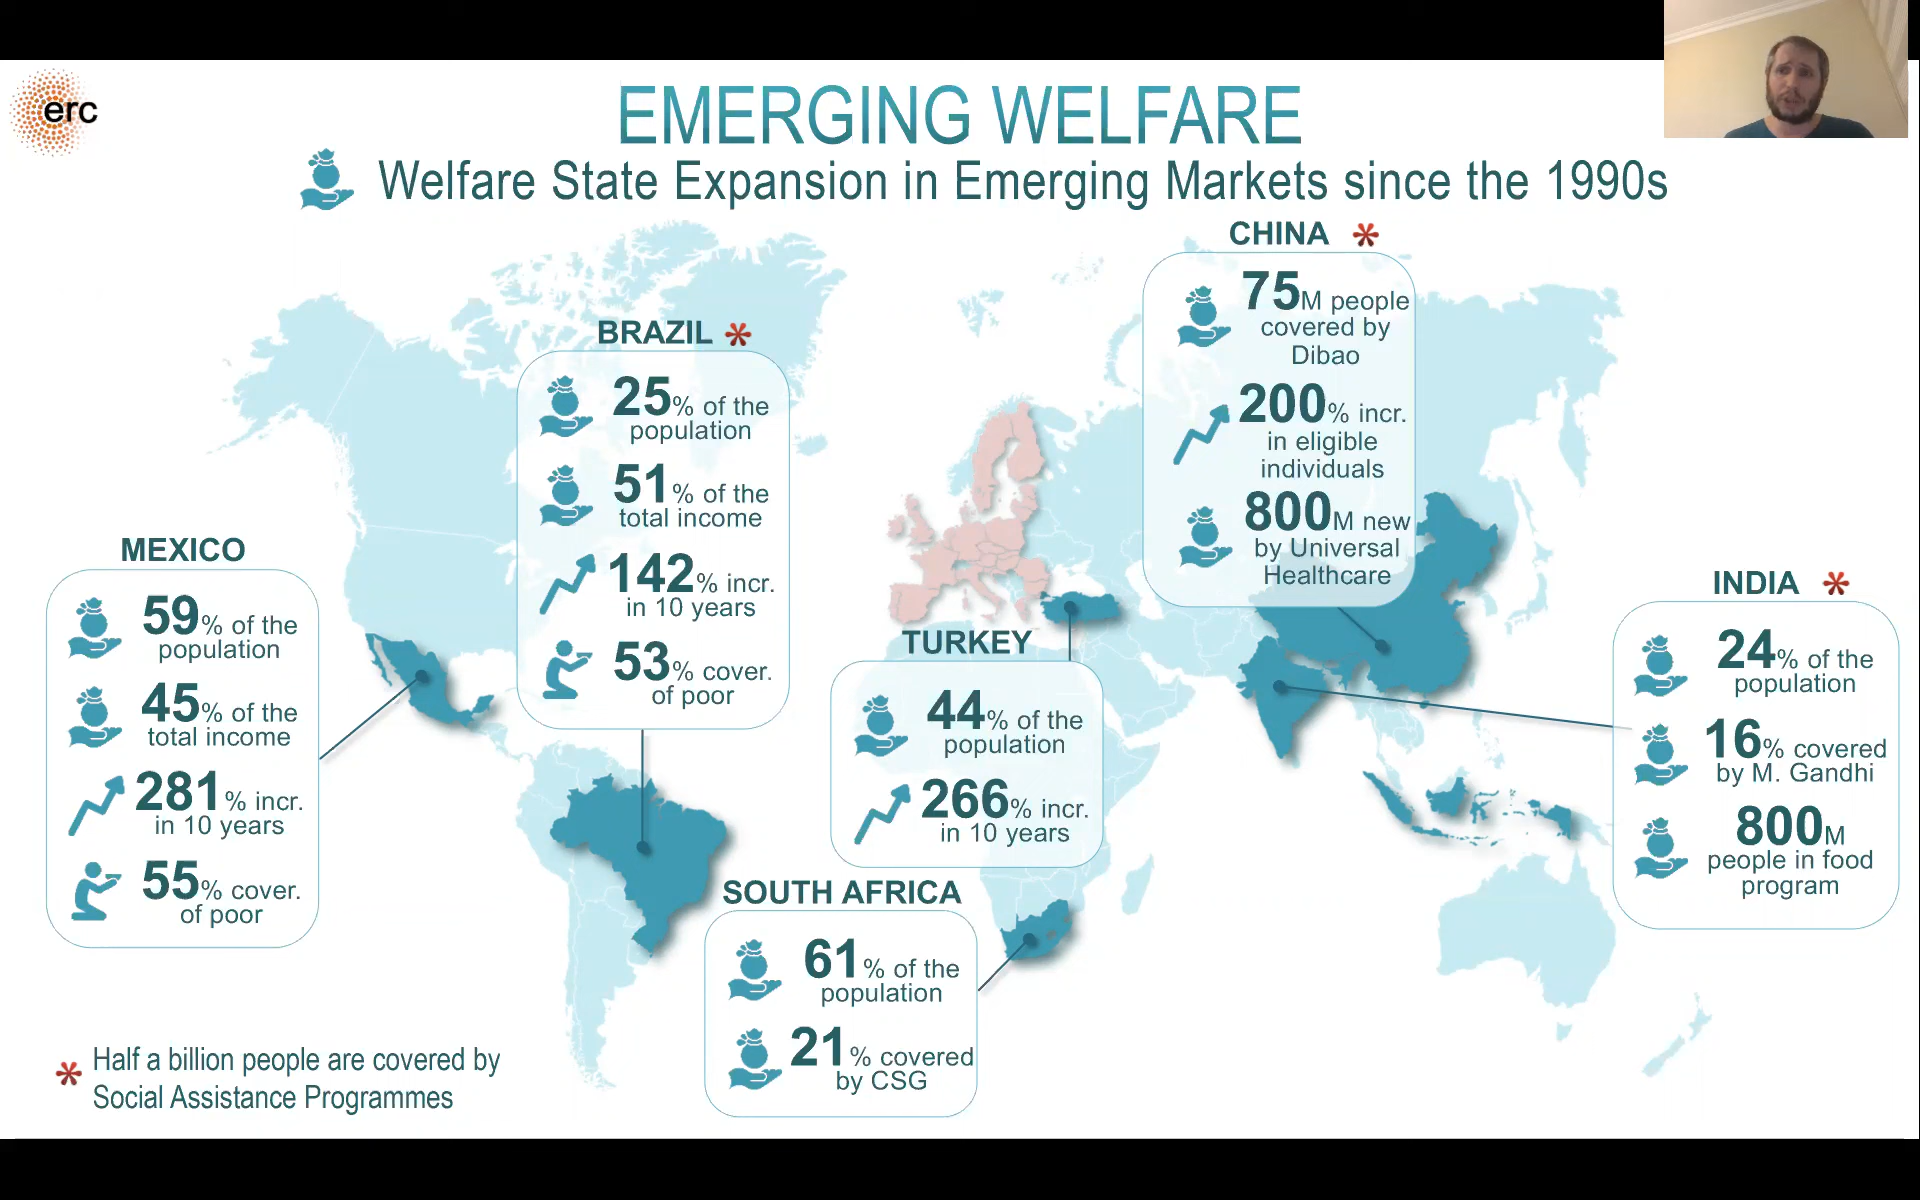 erc
EMERGING WELFARE
Welfare State Expansion in Emerging Markets since the 1990s
MEXICO
59% of the
population
45% of the
total income
281% incr.
in 10 years
55% cover.
of poor
BRAZIL *
25% of the
population
51% of the
total income
142% incr.
in 10 years
53% cover.
of poor
TURKEY
44% of the
population
266% incr.
in 10 years
SOUTH AFRICA
61% of the
population
21% covered
by CSG
CHINA *
75M people
covered by
Dibao
200% incr.
in eligible
individuals
800M new
by Universal
Healthcare
INDIA *
24% of the
population
16% covered
by M. Gandhi
800M
people in food
program
* Half a billion people are covered by
Social Assistance Programmes